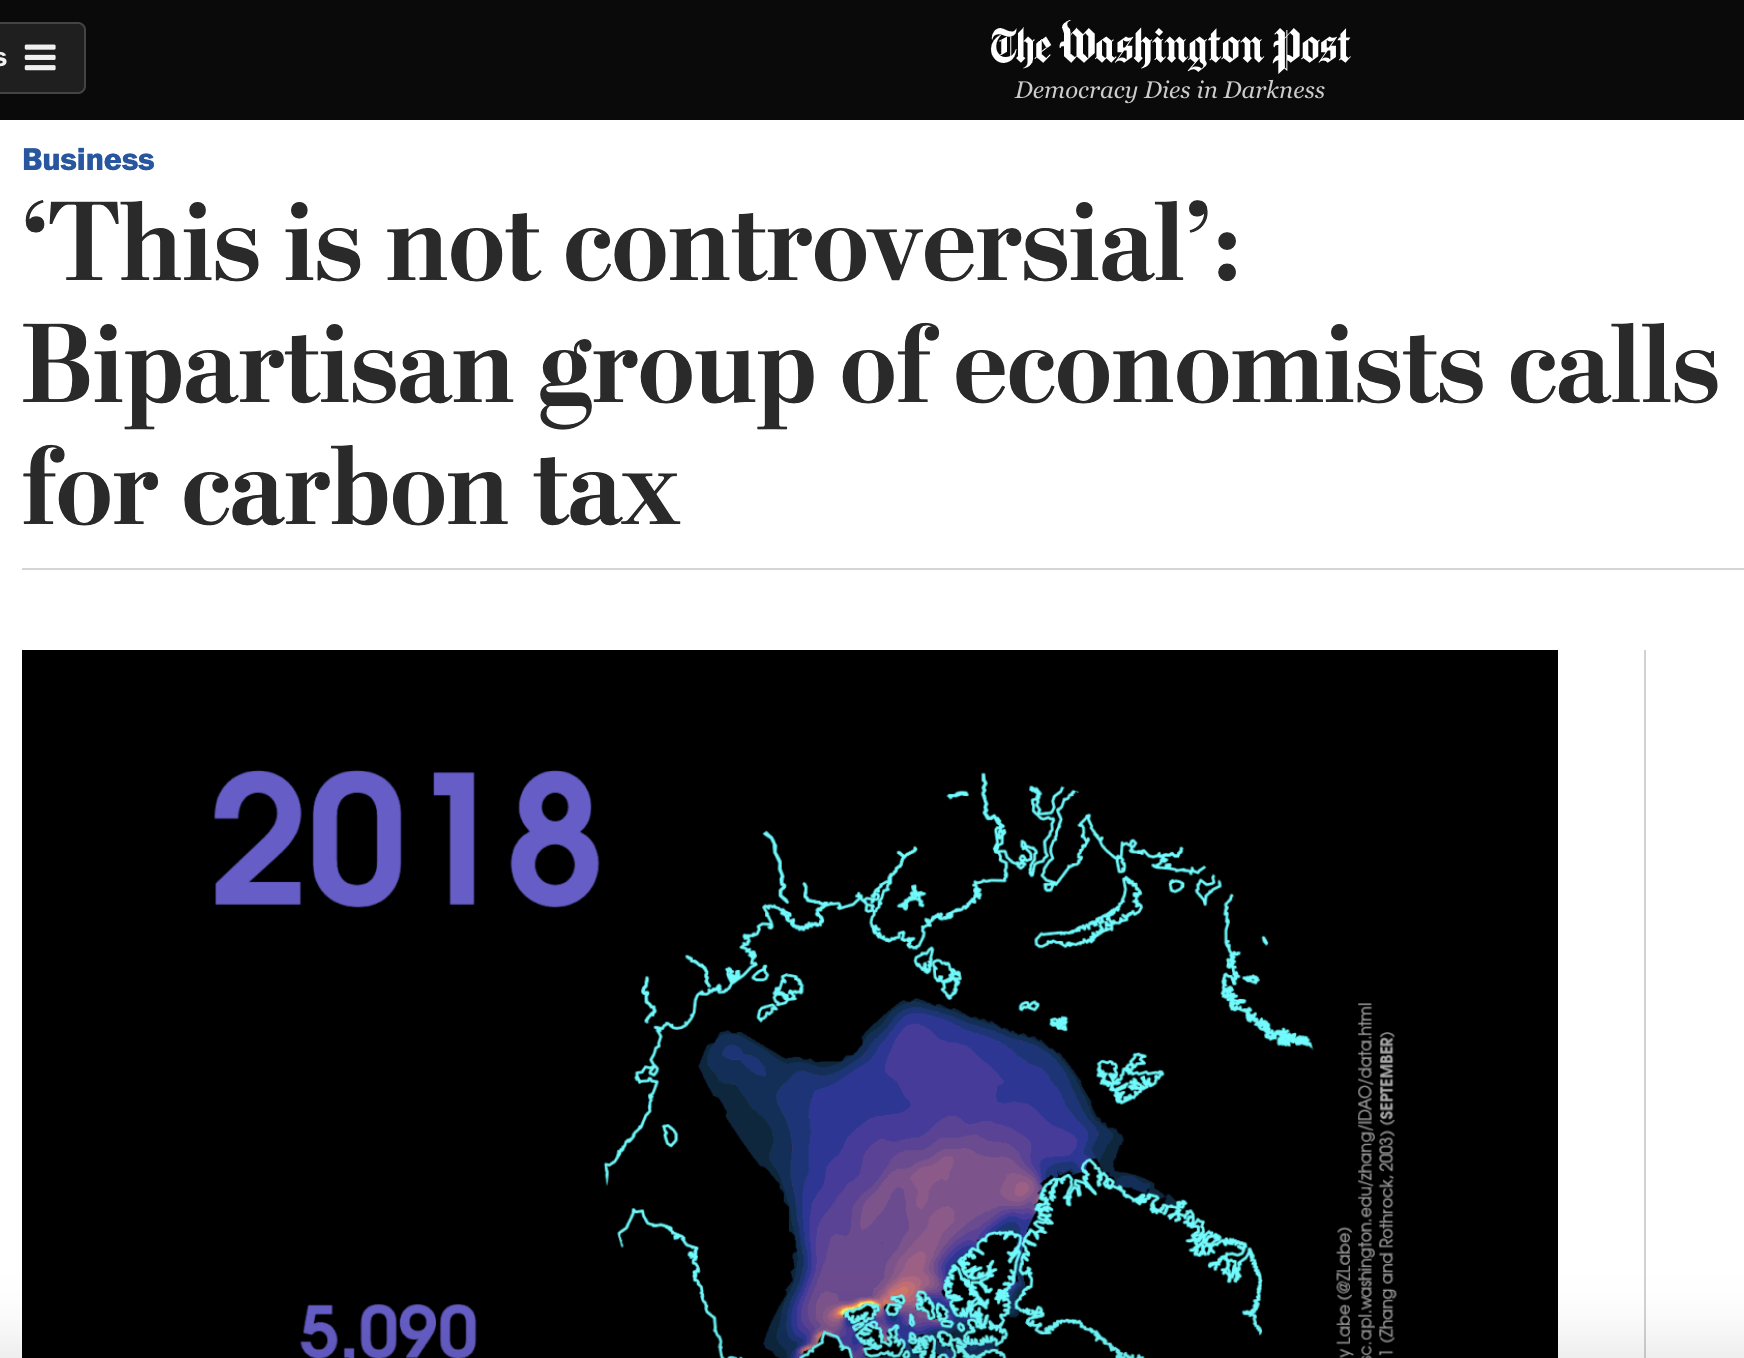 s
The Washington Post
Democracy Dies in Darkness
Business
‘This is not controversial’:
Bipartisan group of economists calls
for carbon tax
2018
5,090
y Labe (@ZLabe)
sc.apl.washington.edu/zhang/IDAO/data.html
1 (Zhang and Rothrock, 2003) (SEPTEMBER)